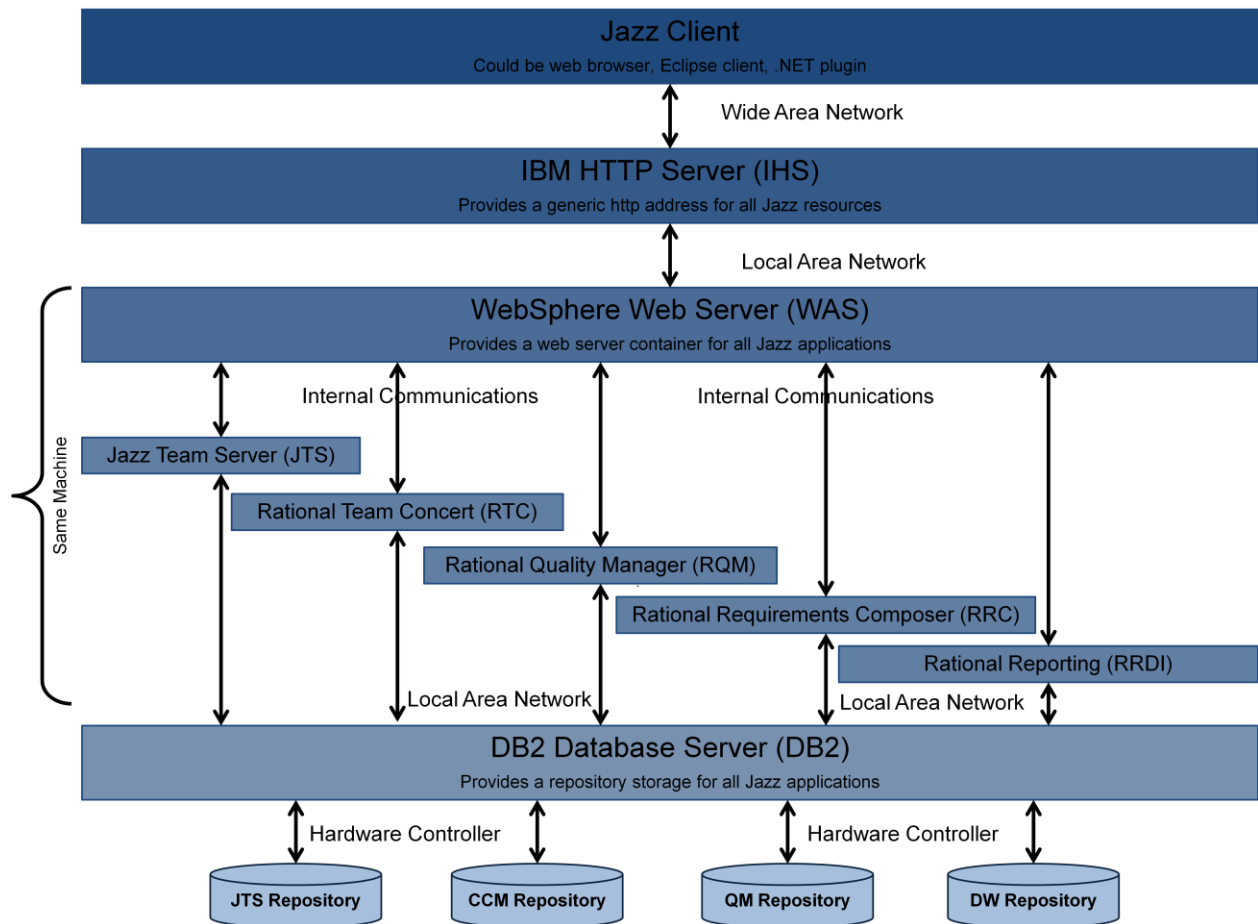 Jazz Client
Could be web browser, Eclipse client, .NET plugin
Wide Area Network
IBM HTTP Server (IHS)
Provides a generic http address for all Jazz resources
Local Area Network
WebSphere Web Server (WAS)
Provides a web server container for all Jazz applications
Internal Communications
Internal Communications
Same Machine
Jazz Team Server (JTS)
Rational Team Concert (RTC)
Rational Quality Manager (RQM)
Rational Requirements Composer (RRC)
Rational Reporting (RRDI)
Local Area Network
Local Area Network
DB2 Database Server (DB2)
Provides a repository storage for all Jazz applications
Hardware Controller
Hardware Controller
JTS Repository
CCM Repository
QM Repository
DW Repository